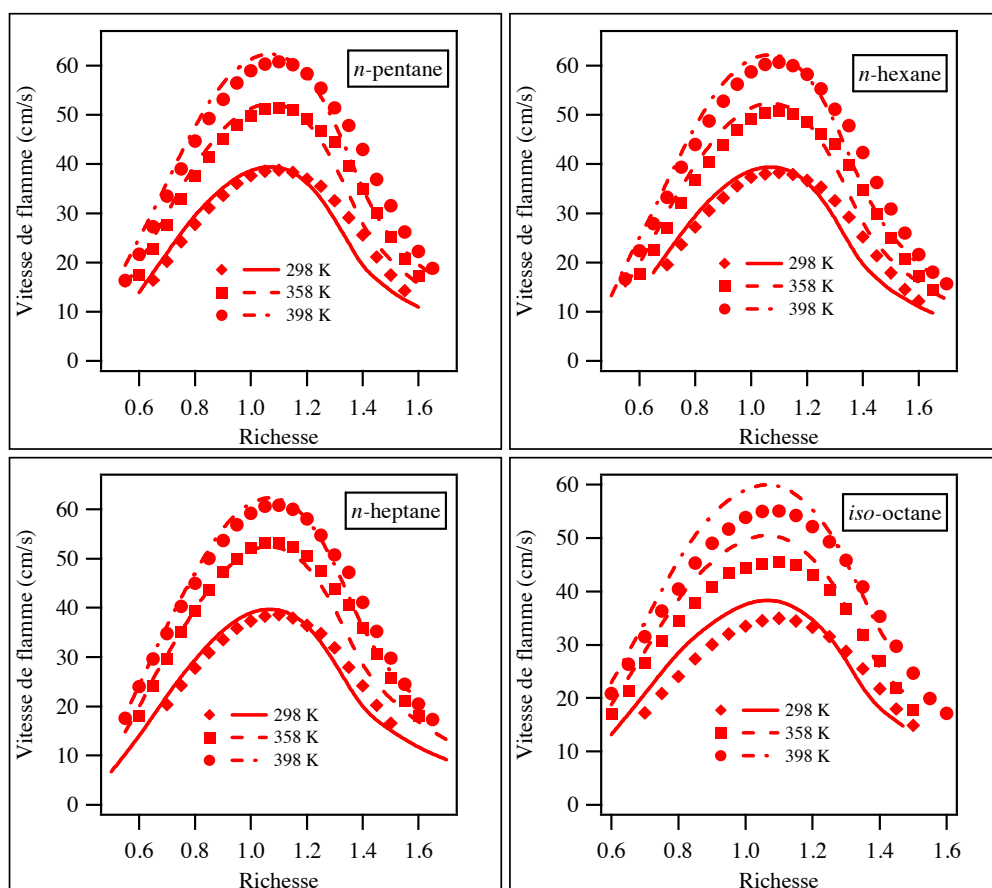 n-pentane
Vitesse de flamme (cm/s)
60
50
40
30
20
10
0
298 K
358 K
398 K
0.6 0.8 1.0 1.2 1.4 1.6
Richesse
n-hexane
Vitesse de flamme (cm/s)
60
50
40
30
20
10
0
298 K
358 K
398 K
0.6 0.8 1.0 1.2 1.4 1.6
Richesse
n-heptane
Vitesse de flamme (cm/s)
60
50
40
30
20
10
0
298 K
358 K
398 K
0.6 0.8 1.0 1.2 1.4 1.6
Richesse
iso-octane
Vitesse de flamme (cm/s)
60
50
40
30
20
10
0
298 K
358 K
398 K
0.6 0.8 1.0 1.2 1.4 1.6
Richesse